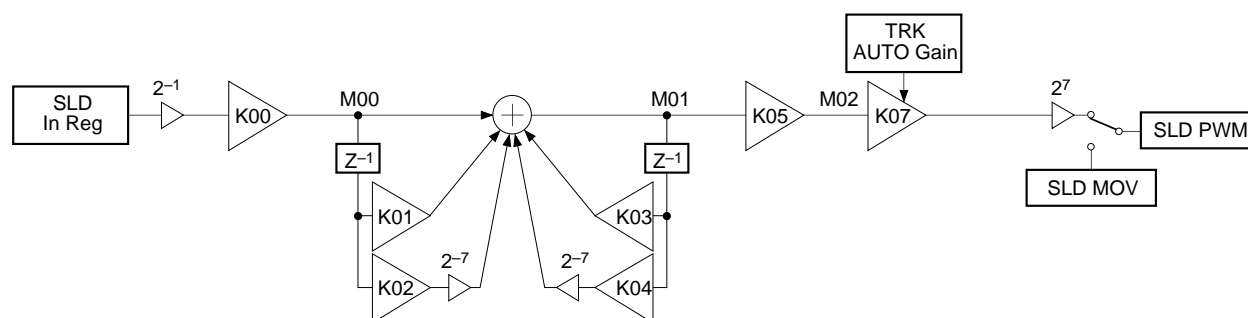 TRK
AUTO Gain
SLD
In Reg
2⁻¹
K00
M00
M01
K05
M02
K07
2⁷
SLD PWM
Z⁻¹
Z⁻¹
SLD MOV
K01
K03
K02
2⁻⁷
2⁻⁷
K04